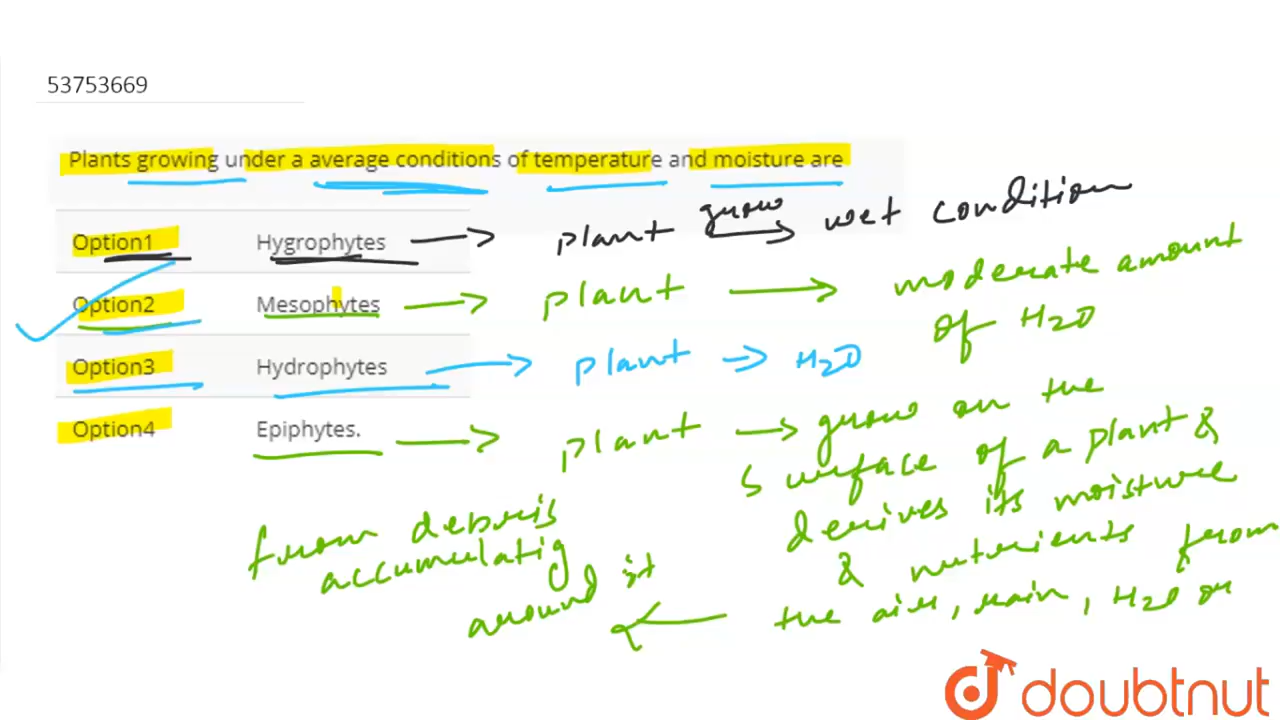 53753669
Plants growing under a average conditions of temperature and moisture are
Option1 Hygrophytes → plant grow → wet condition
Option2 Mesophytes → plant → moderate amount
of H2O
Option3 Hydrophytes → plant → H2O
Option4 Epiphytes. → plant → grow on the
surface of a plant &
derives its moisture
& nutrients from
the air, rain, H2O or
from debris
accumulatig
around it
doubtnut